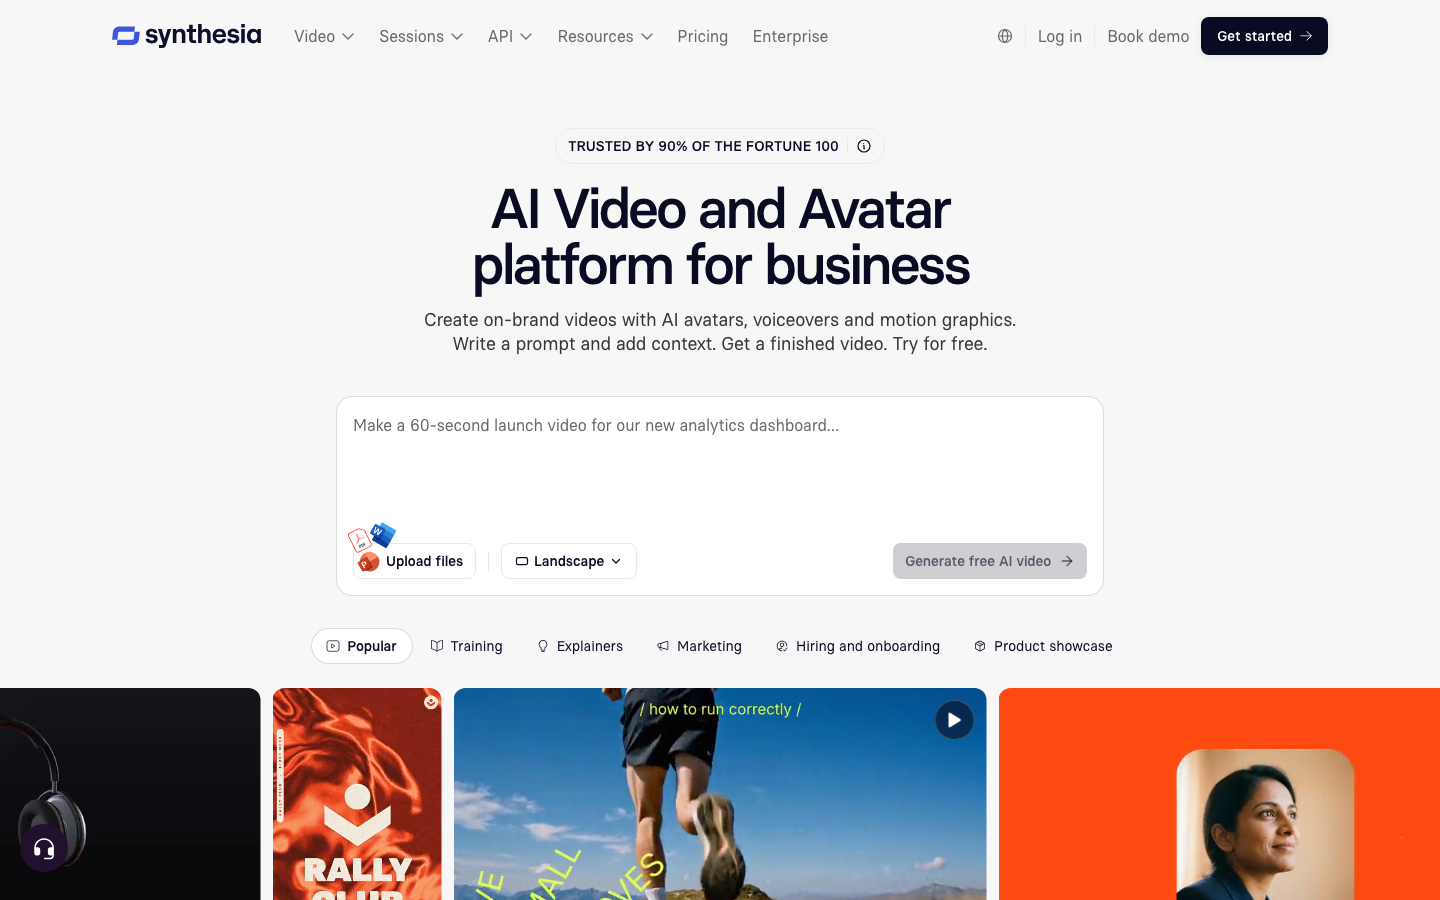 synthesia
Video
Sessions
API
Resources
Pricing
Enterprise
Log in
Book demo
Get started
TRUSTED BY 90% OF THE FORTUNE 100
AI Video and Avatar
platform for business
Create on-brand videos with AI avatars, voiceovers and motion graphics.
Write a prompt and add context. Get a finished video. Try for free.
Make a 60-second launch video for our new analytics dashboard...
W
PDF
P
Upload files
Landscape
Generate free AI video
Popular
Training
Explainers
Marketing
Hiring and onboarding
Product showcase
/ how to run correctly /
RALLY
CLUB